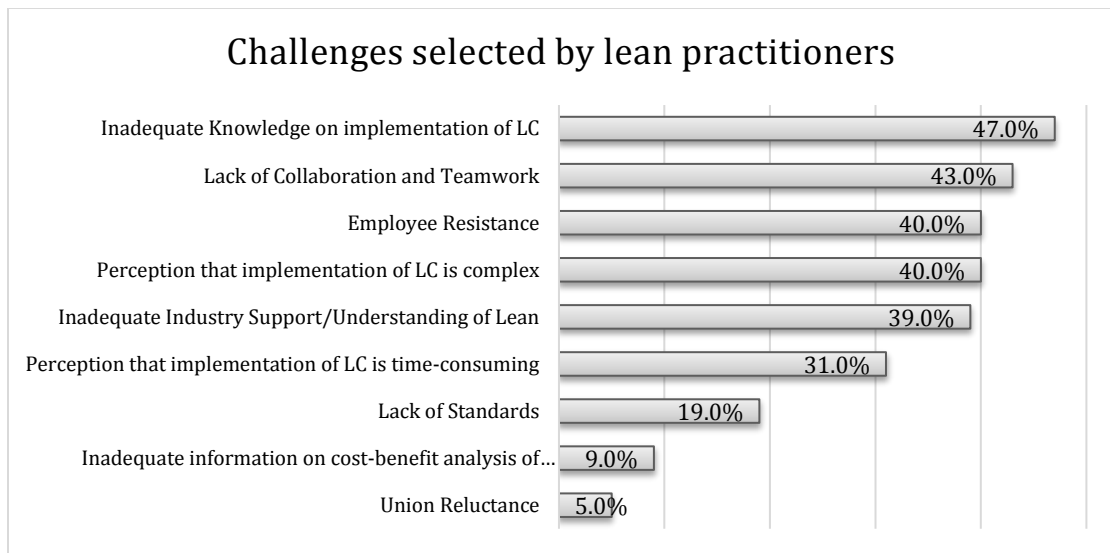 Challenges selected by lean practitioners
Inadequate Knowledge on implementation of LC 47.0%
Lack of Collaboration and Teamwork 43.0%
Employee Resistance 40.0%
Perception that implementation of LC is complex 40.0%
Inadequate Industry Support/Understanding of Lean 39.0%
Perception that implementation of LC is time-consuming 31.0%
Lack of Standards 19.0%
Inadequate information on cost-benefit analysis of… 9.0%
Union Reluctance 5.0%